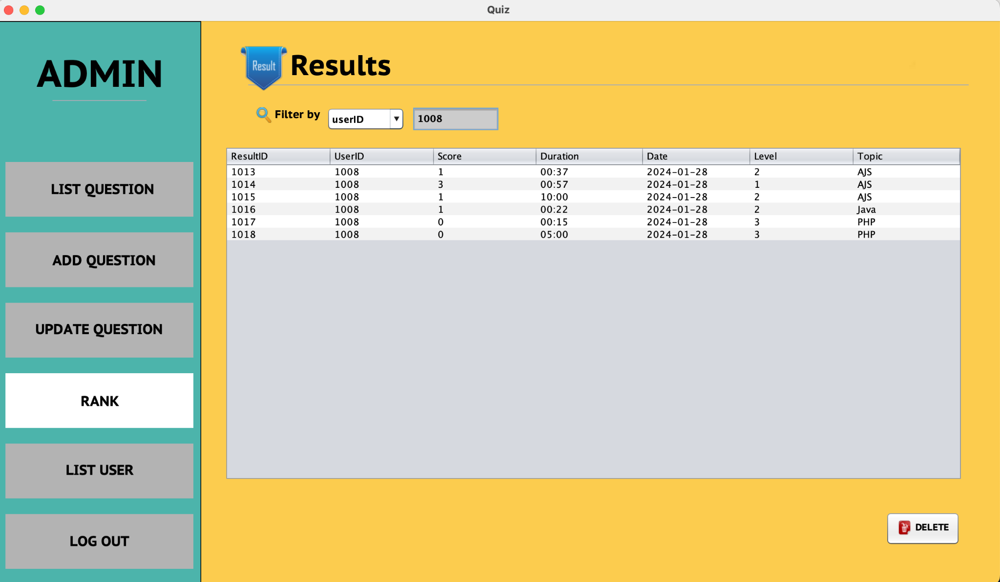 Quiz
ADMIN
LIST QUESTION
ADD QUESTION
UPDATE QUESTION
RANK
LIST USER
LOG OUT
Result Results
Filter by userID 1008
ResultID UserID Score Duration Date Level Topic
1013 1008 1 00:37 2024-01-28 2 AJS
1014 1008 3 00:57 2024-01-28 1 AJS
1015 1008 1 10:00 2024-01-28 2 AJS
1016 1008 1 00:22 2024-01-28 2 Java
1017 1008 0 00:15 2024-01-28 3 PHP
1018 1008 0 05:00 2024-01-28 3 PHP
DELETE